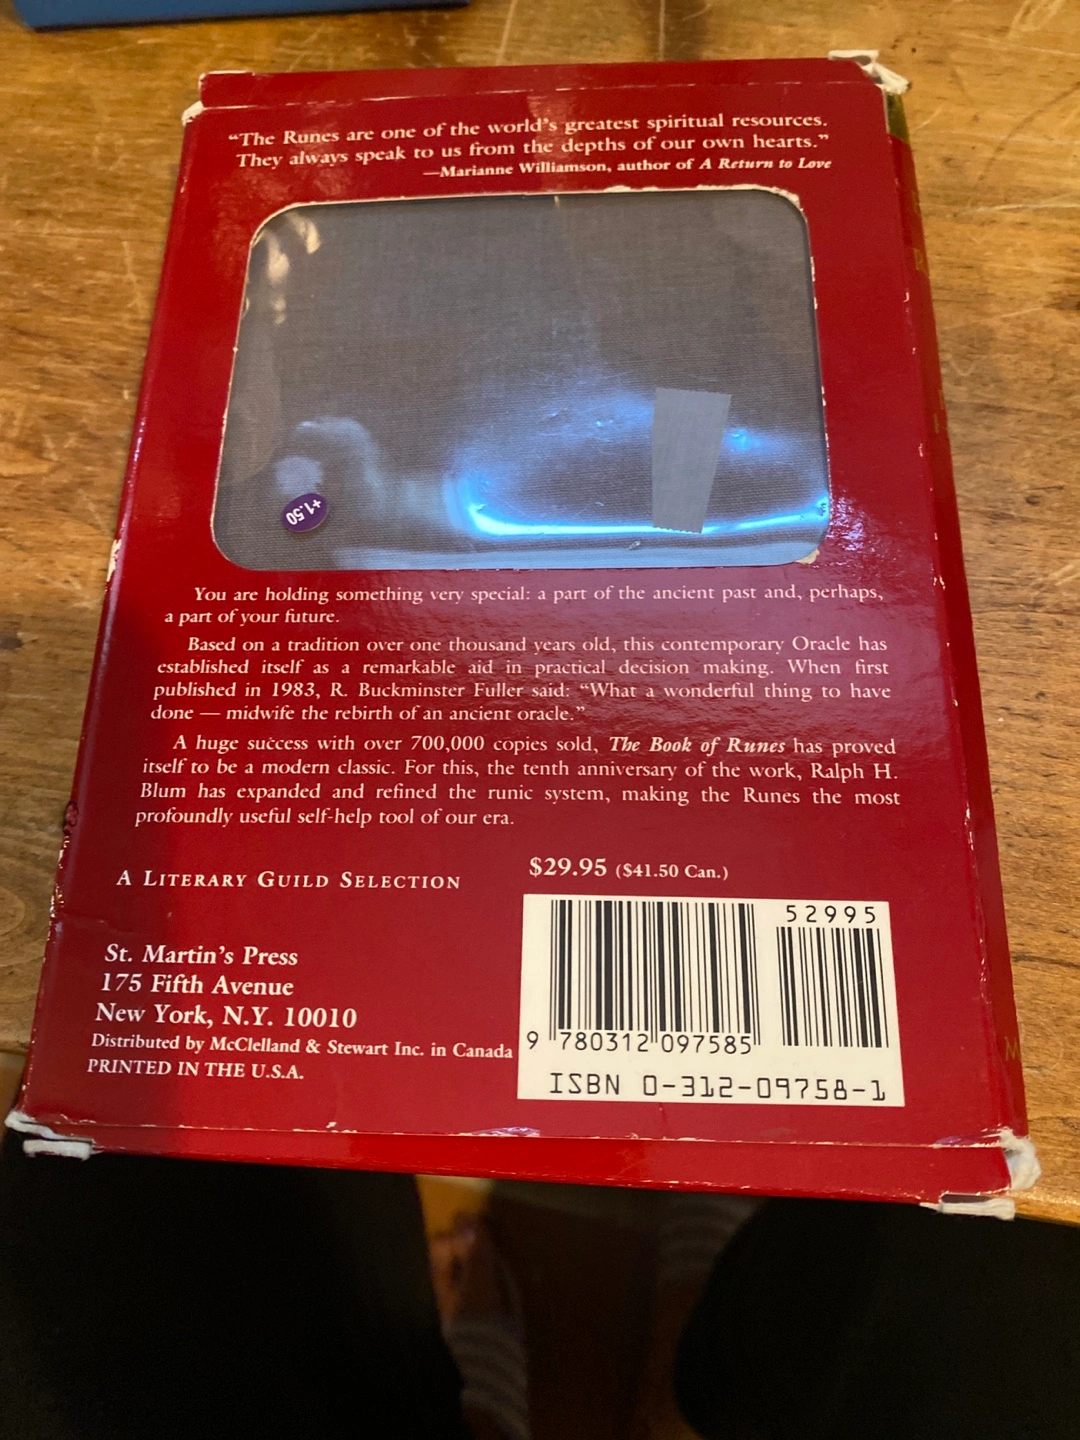 “The Runes are one of the world’s greatest spiritual resources.
They always speak to us from the depths of our own hearts.”
—Marianne Williamson, author of A Return to Love
+1.50
You are holding something very special: a part of the ancient past and, perhaps,
a part of your future.
Based on a tradition over one thousand years old, this contemporary Oracle has
established itself as a remarkable aid in practical decision making. When first
published in 1983, R. Buckminster Fuller said: “What a wonderful thing to have
done — midwife the rebirth of an ancient oracle.”
A huge success with over 700,000 copies sold, The Book of Runes has proved
itself to be a modern classic. For this, the tenth anniversary of the work, Ralph H.
Blum has expanded and refined the runic system, making the Runes the most
profoundly useful self-help tool of our era.
A LITERARY GUILD SELECTION
$29.95 ($41.50 Can.)
52995
St. Martin’s Press
175 Fifth Avenue
New York, N.Y. 10010
Distributed by McClelland & Stewart Inc. in Canada
PRINTED IN THE U.S.A.
9 780312 097585
ISBN 0-312-09758-1